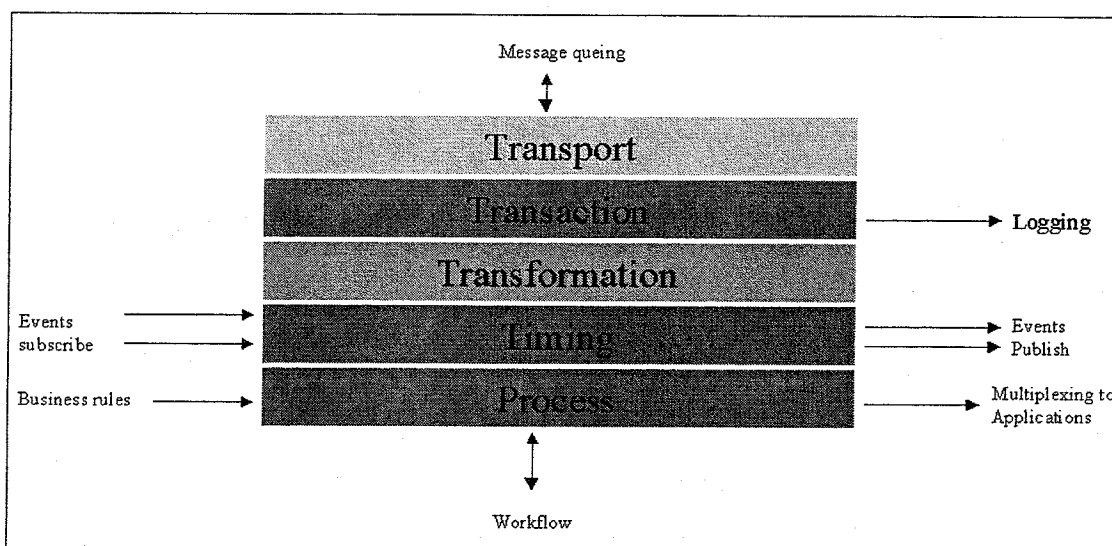 Message queing
Transport
Transaction
Logging
Transformation
Events
subscribe
Timing
Events
Publish
Business rules
Process
Multiplexing to
Applications
Workflow